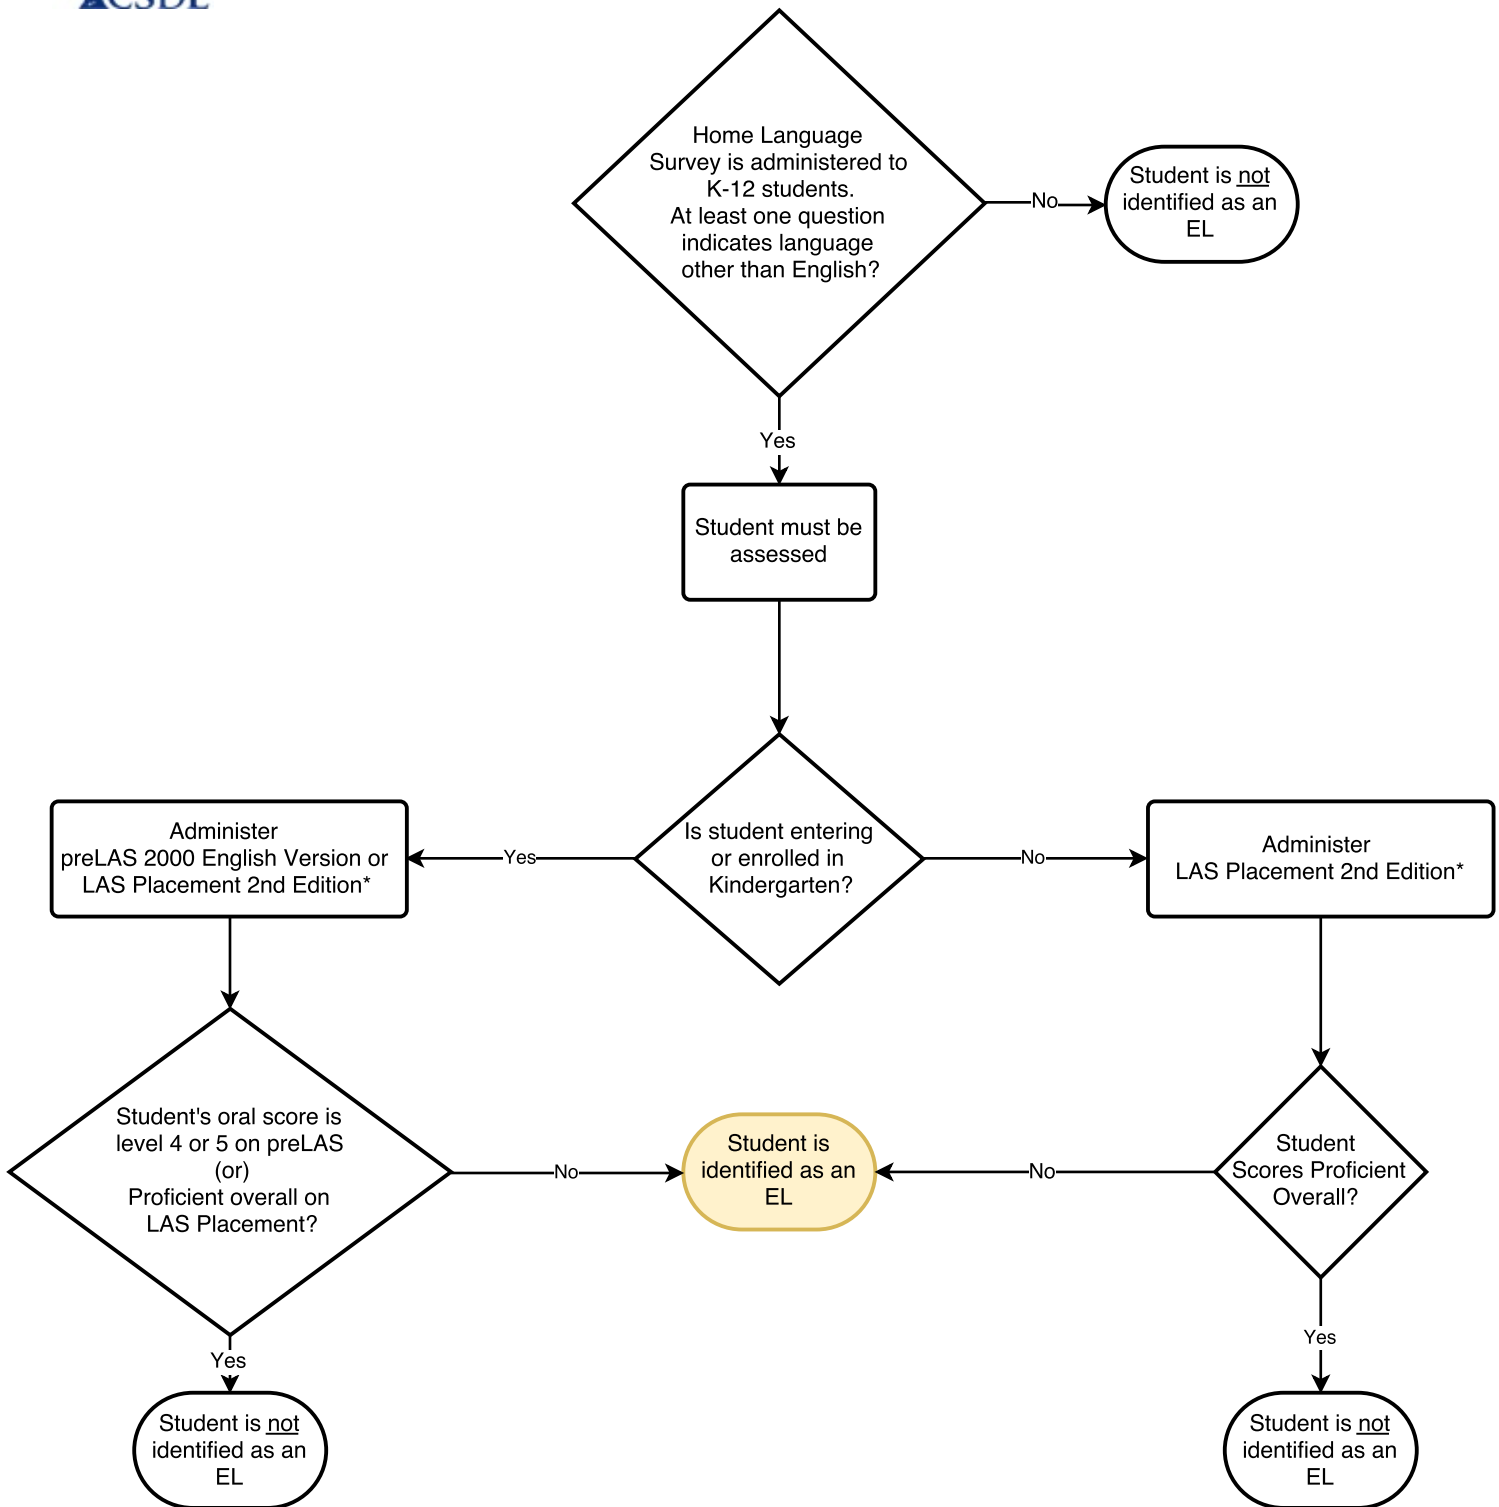 CSDE
Home Language
Survey is administered to
K-12 students.
At least one question
indicates language
other than English?
No
Student is not
identified as an
EL
Yes
Student must be
assessed
Administer
preLAS 2000 English Version or
LAS Placement 2nd Edition*
Yes
Is student entering
or enrolled in
Kindergarten?
No
Administer
LAS Placement 2nd Edition*
Student's oral score is
level 4 or 5 on preLAS
(or)
Proficient overall on
LAS Placement?
No
Student is
identified as an
EL
No
Student
Scores Proficient
Overall?
Yes
Student is not
identified as an
EL
Yes
Student is not
identified as an
EL